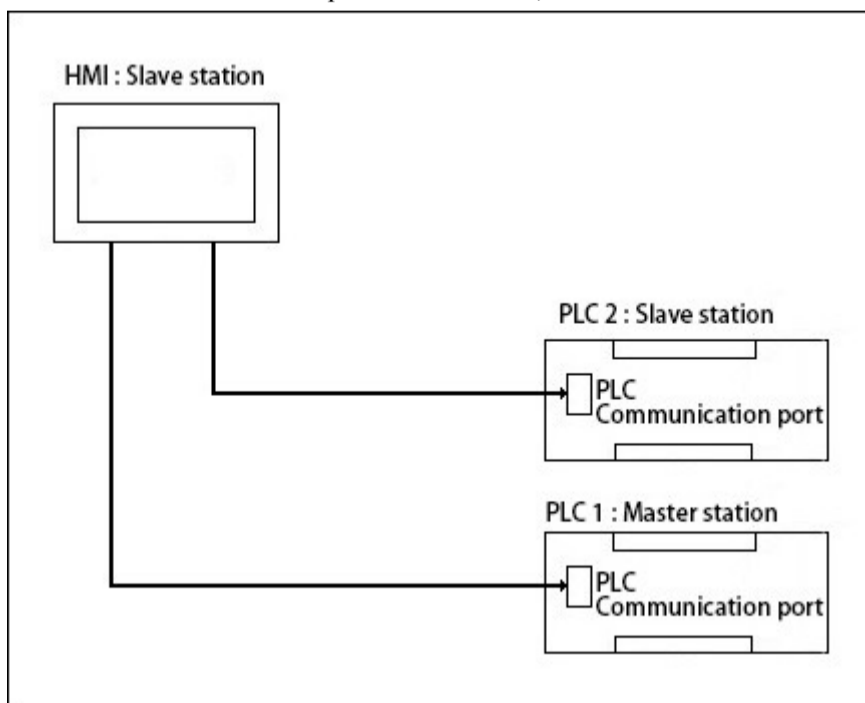 HMI : Slave station
PLC 2 : Slave station
PLC
Communication port
PLC 1 : Master station
PLC
Communication port